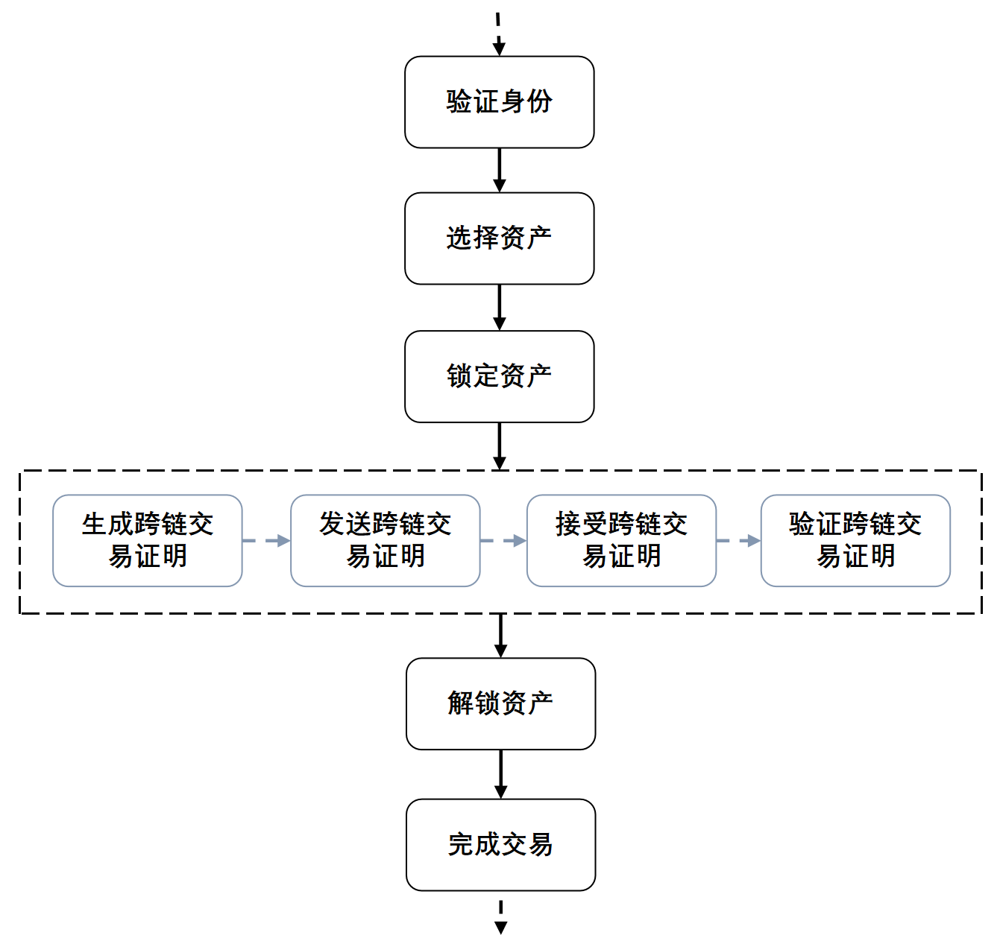 验证身份
选择资产
锁定资产
生成跨链交
易证明
发送跨链交
易证明
接受跨链交
易证明
验证跨链交
易证明
解锁资产
完成交易